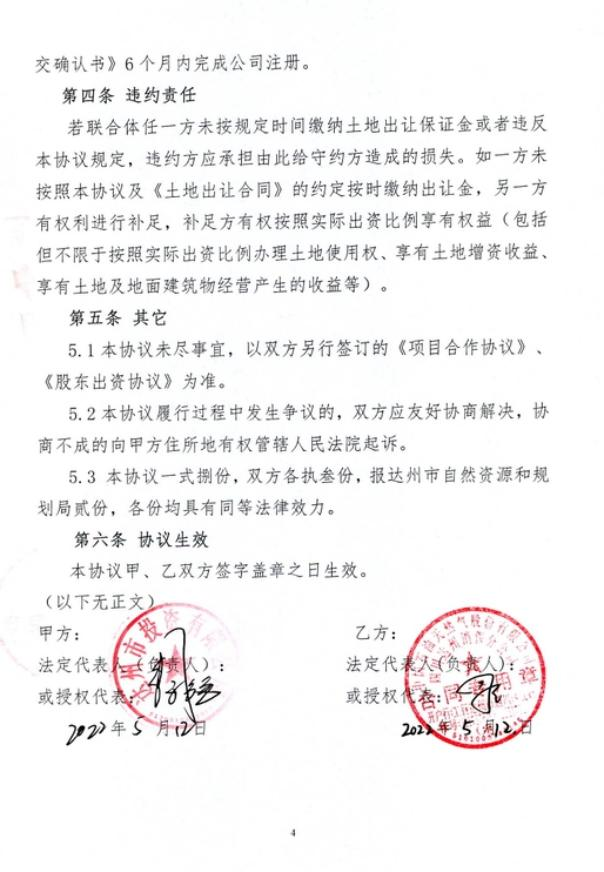 交确认书》6个月内完成公司注册。
第四条 违约责任
若联合体任一方未按规定时间缴纳土地出让保证金或者违反
本协议规定，违约方应承担由此给守约方造成的损失。如一方未
按照本协议及《土地出让合同》的约定按时缴纳出让金，另一方
有权利进行补足，补足方有权按照实际出资比例享有权益（包括
但不限于按照实际出资比例办理土地使用权、享有土地增资收益、
享有土地及地面建筑物经营产生的收益等）。
第五条 其它
5.1本协议未尽事宜，以双方另行签订的《项目合作协议》、
《股东出资协议》为准。
5.2本协议履行过程中发生争议的，双方应友好协商解决，协
商不成的向甲方住所地有权管辖人民法院起诉。
5.3 本协议一式捌份，双方各执叁份，报达州市自然资源和规
划局贰份，各份均具有同等法律效力。
第六条 协议生效
本协议甲、乙双方签字盖章之日生效。
（以下无正文）
甲方： 乙方：
法定代表人（负责人）： 法定代表人（负责人）：
或授权代表： 或授权代表：
2022年5月12日 2022年5月12日
达州市投资有限公司
合同专用章
4